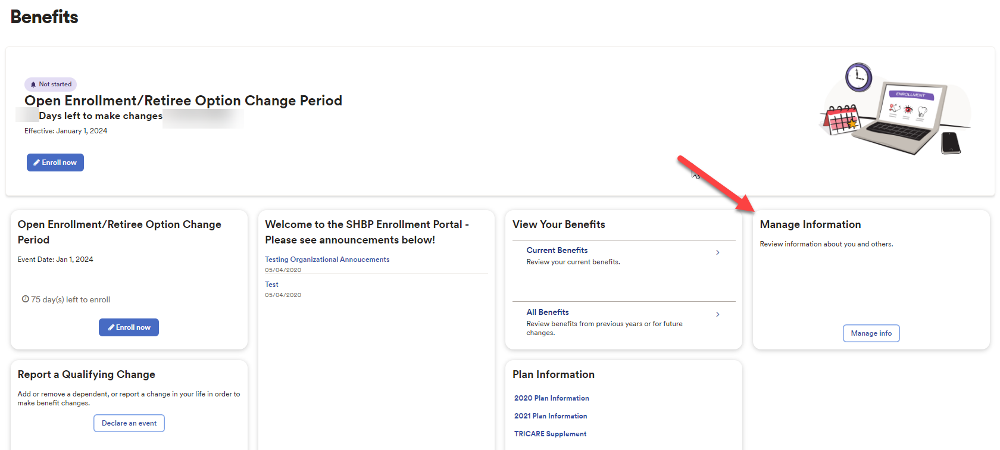 Benefits
Not started
Open Enrollment/Retiree Option Change Period
Days left to make changes
Effective: January 1, 2024
Enroll now
ENROLLMENT
Open Enrollment/Retiree Option Change
Period
Event Date: Jan 1, 2024
75 day(s) left to enroll
Enroll now
Report a Qualifying Change
Add or remove a dependent, or report a change in your life in order to
make benefit changes.
Declare an event
Welcome to the SHBP Enrollment Portal -
Please see announcements below!
Testing Organizational Annoucements
05/04/2020
Test
05/04/2020
View Your Benefits
Current Benefits
Review your current benefits.
All Benefits
Review benefits from previous years or for future
changes.
Plan Information
2020 Plan Information
2021 Plan Information
TRICARE Supplement
Manage Information
Review information about you and others.
Manage info